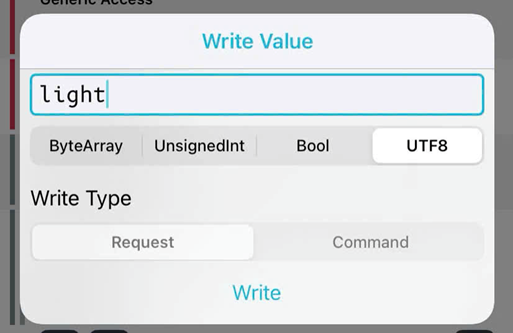 Generic Access
Write Value
light
ByteArray UnsignedInt Bool UTF8
Write Type
Request Command
Write